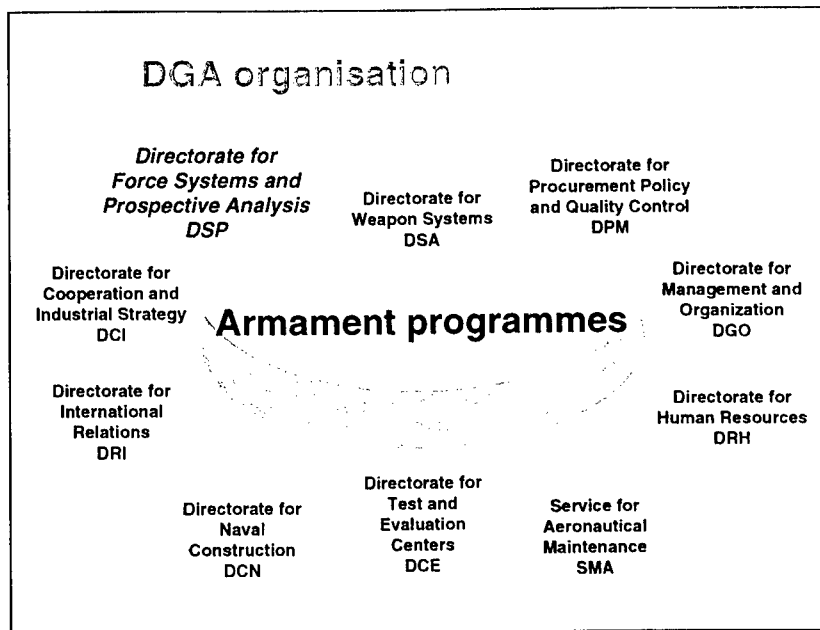 DGA organisation
Directorate for
Force Systems and
Prospective Analysis
DSP
Directorate for
Weapon Systems
DSA
Directorate for
Procurement Policy
and Quality Control
DPM
Directorate for
Cooperation and
Industrial Strategy
DCI
Armament programmes
Directorate for
Management and
Organization
DGO
Directorate for
International
Relations
DRI
Directorate for
Human Resources
DRH
Directorate for
Naval
Construction
DCN
Directorate for
Test and
Evaluation
Centers
DCE
Service for
Aeronautical
Maintenance
SMA